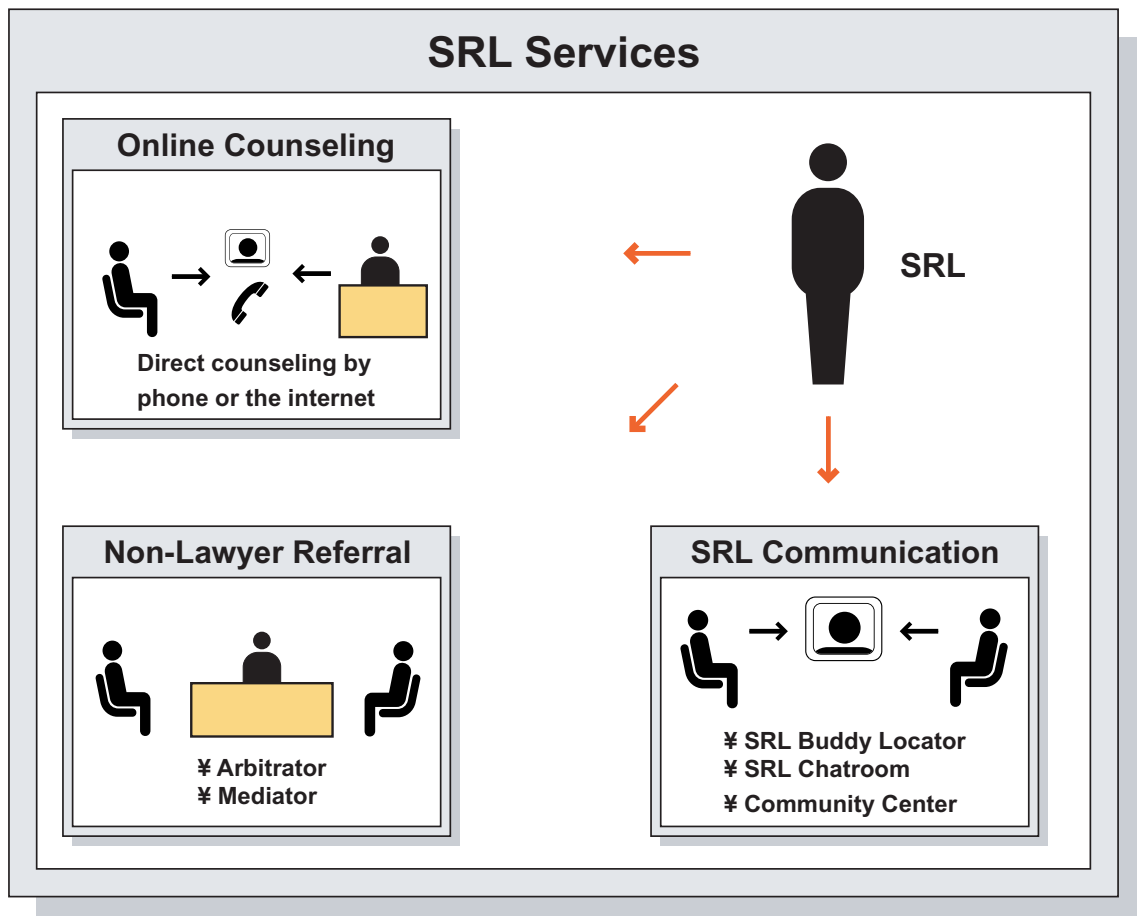 SRL Services
Online Counseling
Direct counseling by
phone or the internet
SRL
Non-Lawyer Referral
¥ Arbitrator
¥ Mediator
SRL Communication
¥ SRL Buddy Locator
¥ SRL Chatroom
¥ Community Center